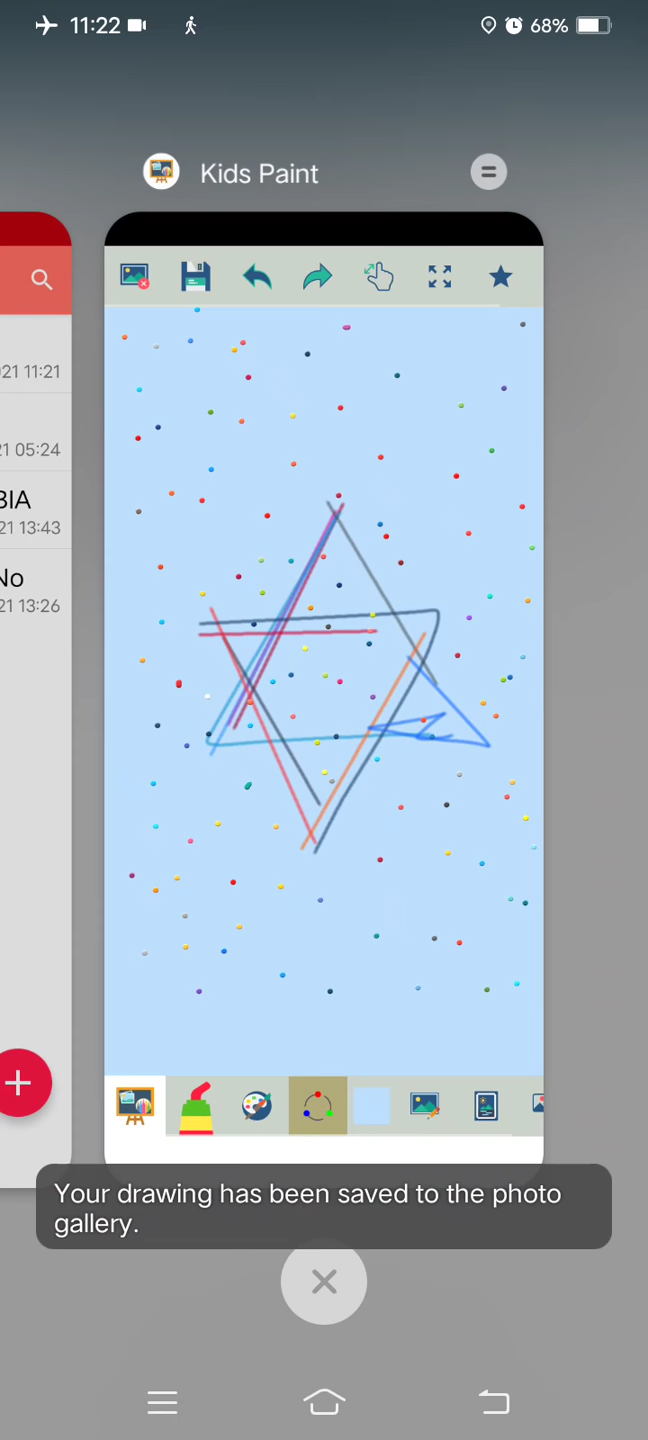 11:22
68%
Kids Paint
21 11:21
21 05:24
BIA
21 13:43
No
21 13:26
Your drawing has been saved to the photo
gallery.